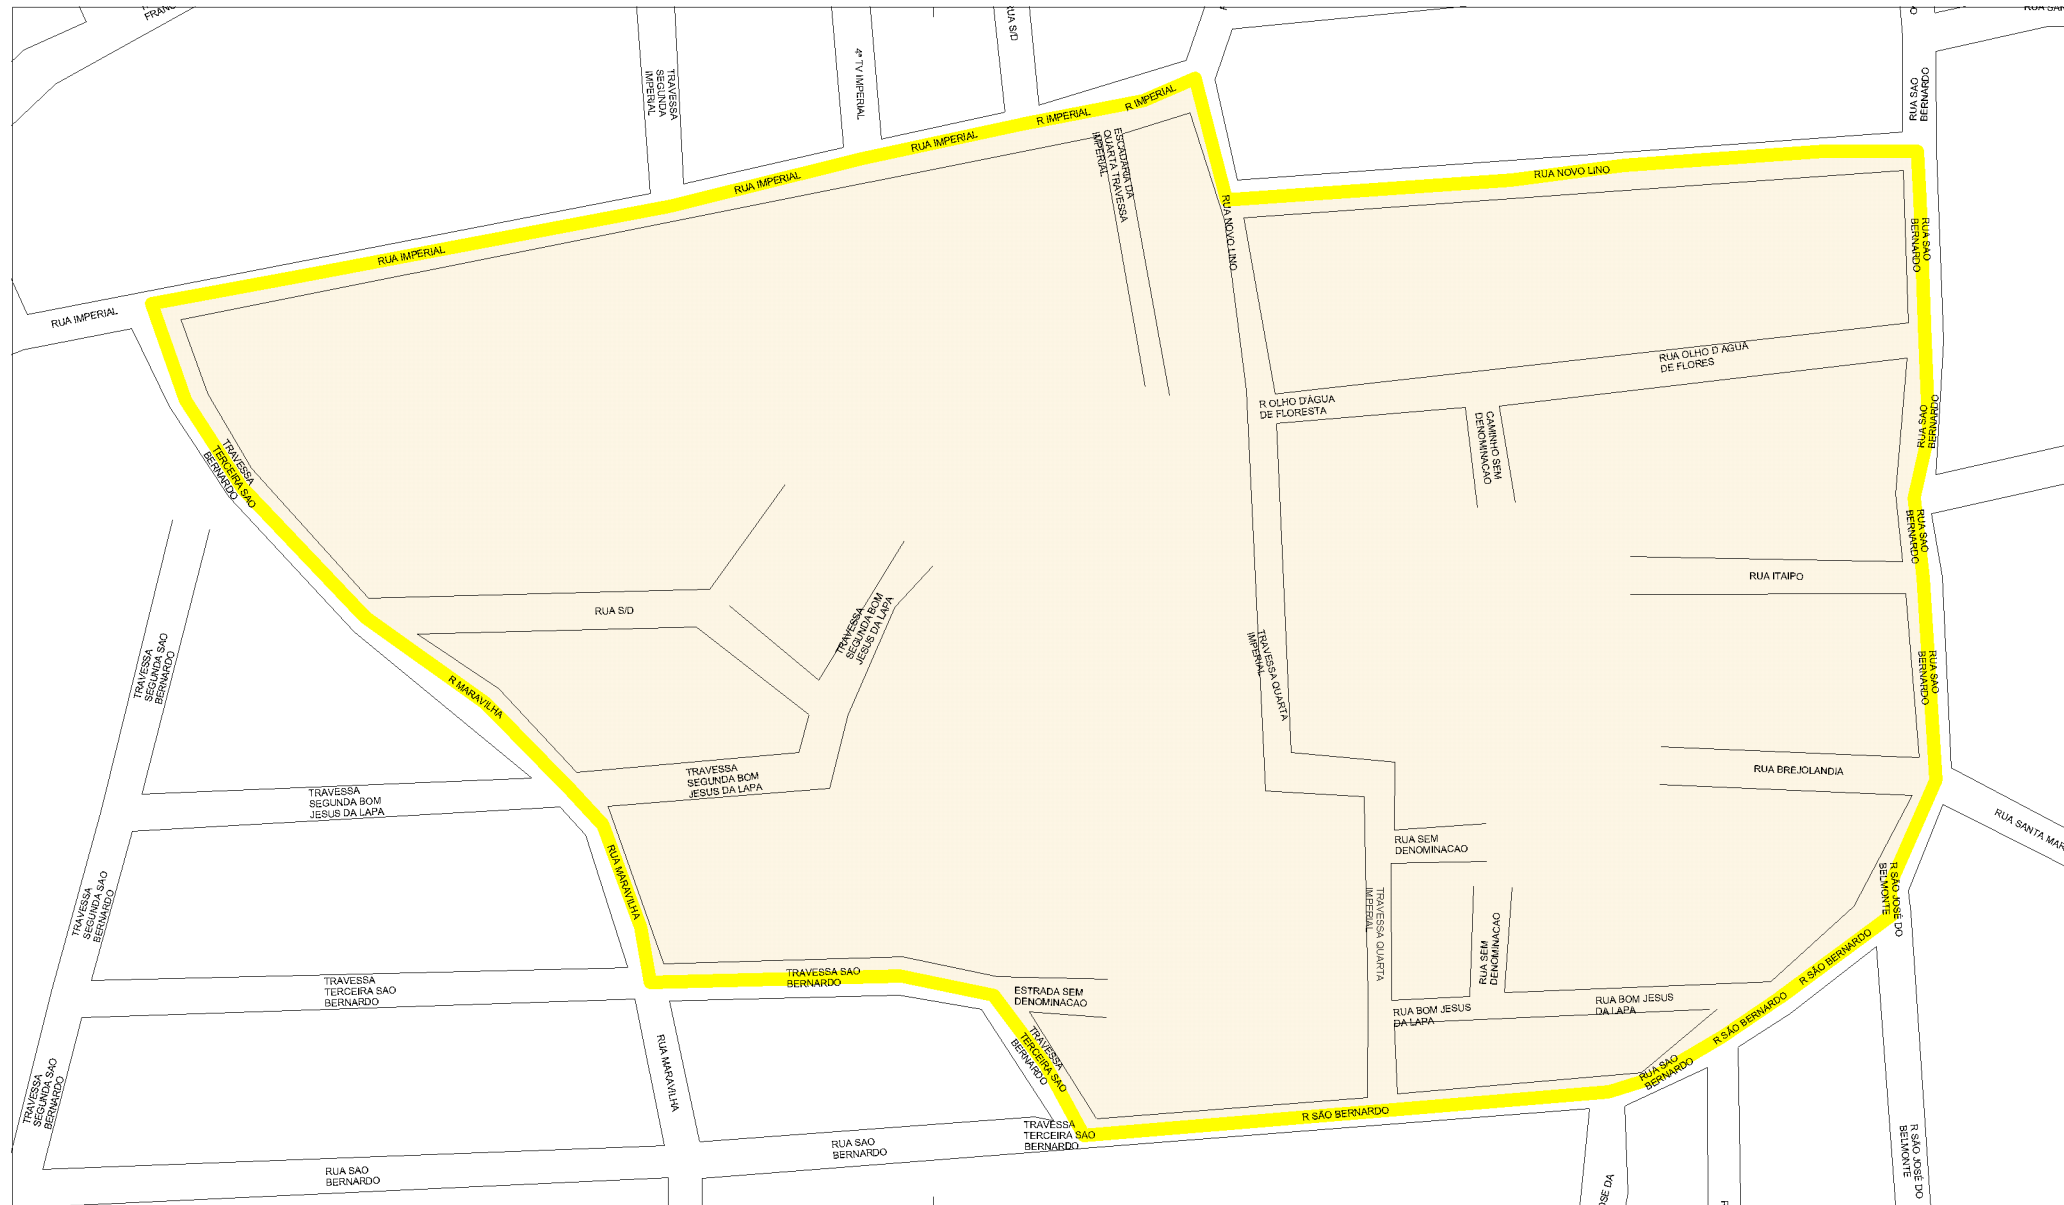 FRANC
RUA S/D
TRAVESSA
SEGUNDA
IMPERIAL
4ª TV IMPERIAL
R IMPERIAL
R IMPERIAL
RUA IMPERIAL
RUA IMPERIAL
RUA IMPERIAL
RUA IMPERIAL
ESCADARIA DA
QUARTA TRAVESSA
IMPERIAL
RUA SAO
BERNARDO
RUA NOVO LINO
RUA NOVO LINO
RUA SAO
BERNARDO
RUA OLHO D AGUA
DE FLORES
R OLHO D'ÁGUA
DE FLORESTA
CAMINHO SEM
DENOMINACAO
RUA SAO
BERNARDO
TRAVESSA
TERCEIRA SAO
BERNARDO
RUA SAO
BERNARDO
RUA ITAIPO
RUA S/D
TRAVESSA
SEGUNDA BOM
JESUS DA LAPA
TRAVESSA QUARTA
IMPERIAL
TRAVESSA
SEGUNDA SAO
BERNARDO
RUA SAO
BERNARDO
R MARAVILHA
TRAVESSA
SEGUNDA BOM
JESUS DA LAPA
RUA BREJOLANDIA
TRAVESSA
SEGUNDA BOM
JESUS DA LAPA
RUA SANTA MAR
RUA SEM
DENOMINACAO
RUA MARAVILHA
TRAVESSA
SEGUNDA SAO
BERNARDO
R SÃO JOSÉ DO
BELMONTE
TRAVESSA QUARTA
IMPERIAL
RUA SEM
DENOMINACAO
R SÃO BERNARDO
TRAVESSA SAO
BERNARDO
TRAVESSA
TERCEIRA SAO
BERNARDO
ESTRADA SEM
DENOMINACAO
RUA BOM JESUS
DA LAPA
RUA BOM JESUS
DA LAPA
R SÃO BERNARDO
TRAVESSA
TERCEIRA SAO
BERNARDO
RUA MARAVILHA
RUA SAO
BERNARDO
TRAVESSA
SEGUNDA SAO
BERNARDO
R SÃO BERNARDO
TRAVESSA
TERCEIRA SAO
BERNARDO
RUA SAO
BERNARDO
RUA SAO
BERNARDO
R SÃO JOSÉ DO
BELMONTE
OSE DA